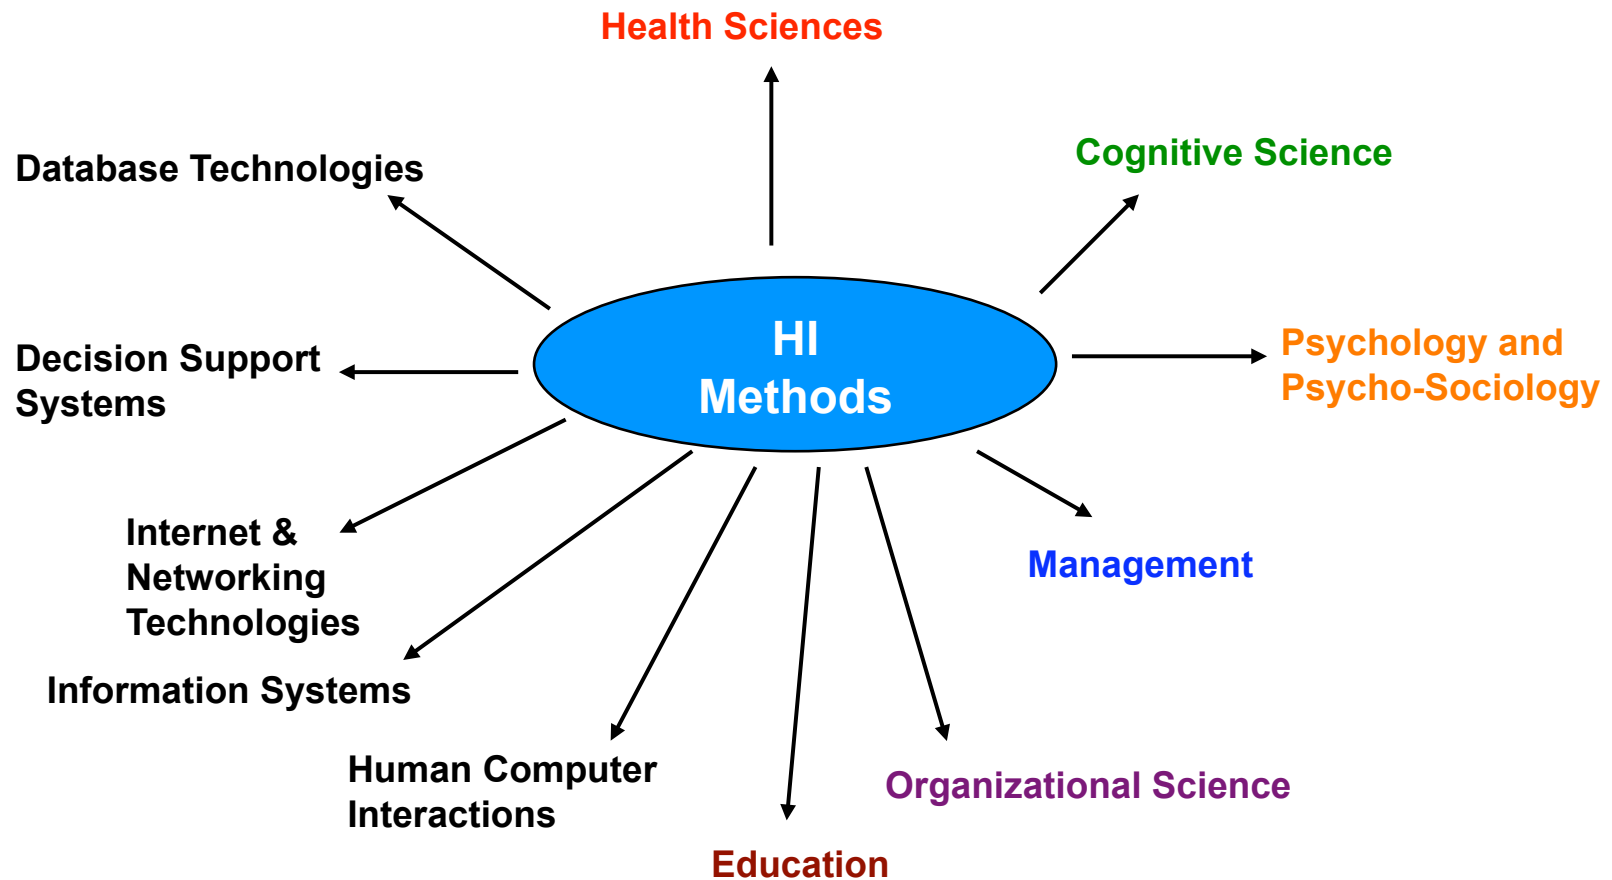 Health Sciences
Cognitive Science
Database Technologies
HI
Methods
Psychology and
Psycho-Sociology
Decision Support
Systems
Internet &
Networking
Technologies
Management
Information Systems
Human Computer
Interactions
Organizational Science
Education